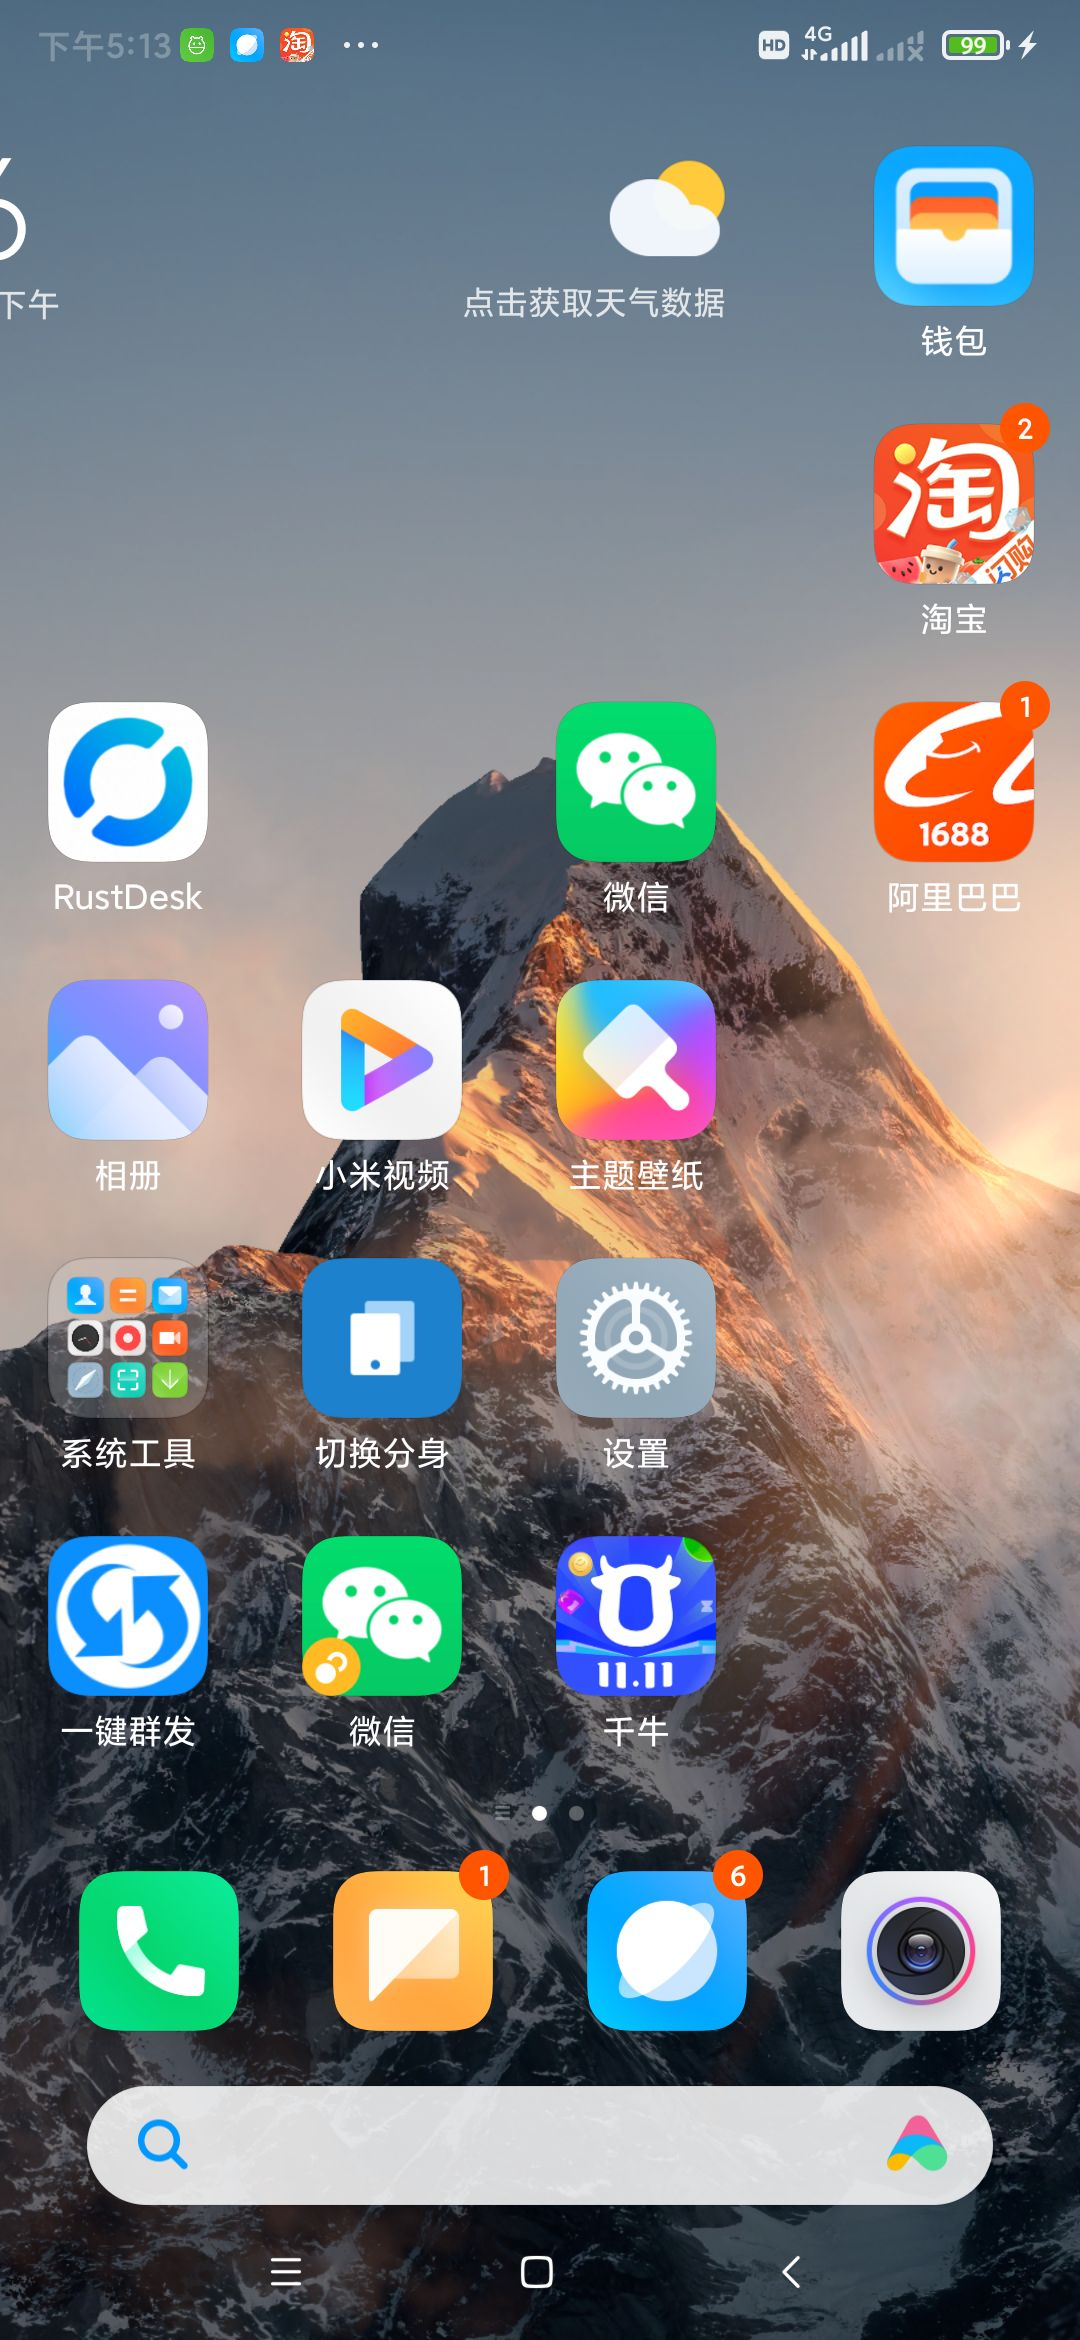 下午5:13
淘
HD
4G
99
6
下午
点击获取天气数据
钱包
2
淘
闪购
淘宝
RustDesk
微信
1
1688
阿里巴巴
相册
小米视频
主题壁纸
系统工具
切换分身
设置
11.11
一键群发
微信
千牛
1
6